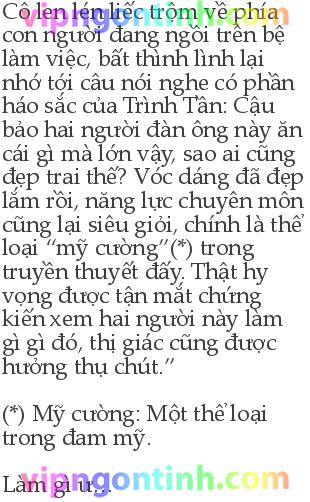 vipngontinh.com
Cô len lén liếc trộm về phía
con người đang ngồi trên bệ
làm việc, bất thình lình lại
nhớ tới câu nói nghe có phần
háo sắc của Trình Tân: Cậu
bảo hai người đàn ông này ăn
cái gì mà lớn vậy, sao ai cũng
đẹp trai thế? Vóc dáng đã đẹp
lắm rồi, năng lực chuyên môn
cũng lại siêu giỏi, chính là thể
loại “mỹ cường”(*) trong
truyền thuyết đấy. Thật hy
vọng được tận mắt chứng
kiến xem hai người này làm
gì gì đó, thị giác cũng được
hưởng thụ chút.”
(*) Mỹ cường: Một thể loại
trong đam mỹ.
Làm gì ư...
vipngontinh.com